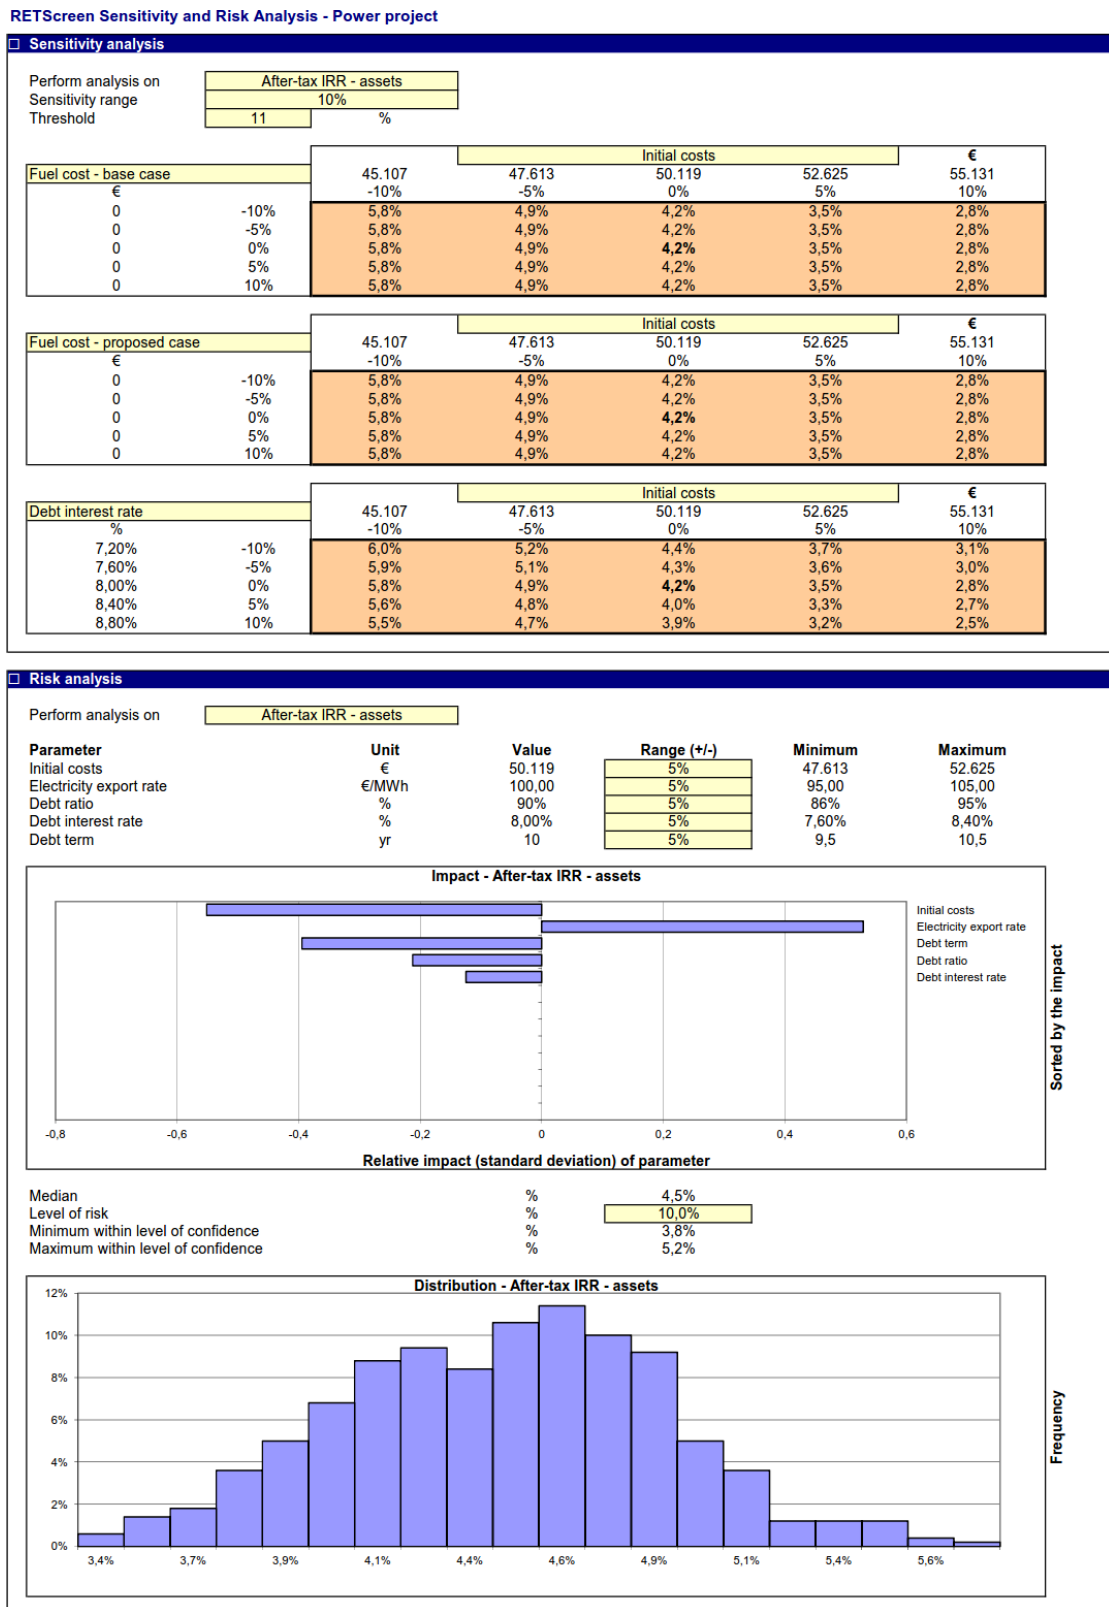 RETScreen Sensitivity and Risk Analysis - Power project
Sensitivity analysis
Perform analysis on After-tax IRR - assets
Sensitivity range 10%
Threshold 11 %
Initial costs €
Fuel cost - base case 45.107 47.613 50.119 52.625 55.131
€ -10% -5% 0% 5% 10%
0 -10% 5,8% 4,9% 4,2% 3,5% 2,8%
0 -5% 5,8% 4,9% 4,2% 3,5% 2,8%
0 0% 5,8% 4,9% 4,2% 3,5% 2,8%
0 5% 5,8% 4,9% 4,2% 3,5% 2,8%
0 10% 5,8% 4,9% 4,2% 3,5% 2,8%
Initial costs €
Fuel cost - proposed case 45.107 47.613 50.119 52.625 55.131
€ -10% -5% 0% 5% 10%
0 -10% 5,8% 4,9% 4,2% 3,5% 2,8%
0 -5% 5,8% 4,9% 4,2% 3,5% 2,8%
0 0% 5,8% 4,9% 4,2% 3,5% 2,8%
0 5% 5,8% 4,9% 4,2% 3,5% 2,8%
0 10% 5,8% 4,9% 4,2% 3,5% 2,8%
Initial costs €
Debt interest rate 45.107 47.613 50.119 52.625 55.131
% -10% -5% 0% 5% 10%
7,20% -10% 6,0% 5,2% 4,4% 3,7% 3,1%
7,60% -5% 5,9% 5,1% 4,3% 3,6% 3,0%
8,00% 0% 5,8% 4,9% 4,2% 3,5% 2,8%
8,40% 5% 5,6% 4,8% 4,0% 3,3% 2,7%
8,80% 10% 5,5% 4,7% 3,9% 3,2% 2,5%
Risk analysis
Perform analysis on After-tax IRR - assets
Parameter Unit Value Range (+/-) Minimum Maximum
Initial costs € 50.119 5% 47.613 52.625
Electricity export rate €/MWh 100,00 5% 95,00 105,00
Debt ratio % 90% 5% 86% 95%
Debt interest rate % 8,00% 5% 7,60% 8,40%
Debt term yr 10 5% 9,5 10,5
Impact - After-tax IRR - assets
Initial costs
Electricity export rate
Debt term
Debt ratio
Debt interest rate
Sorted by the impact
-0,8 -0,6 -0,4 -0,2 0 0,2 0,4 0,6
Relative impact (standard deviation) of parameter
Median % 4,5%
Level of risk % 10,0%
Minimum within level of confidence % 3,8%
Maximum within level of confidence % 5,2%
Distribution - After-tax IRR - assets
12%
10%
8%
6%
4%
2%
0%
Frequency
3,4% 3,7% 3,9% 4,1% 4,4% 4,6% 4,9% 5,1% 5,4% 5,6%